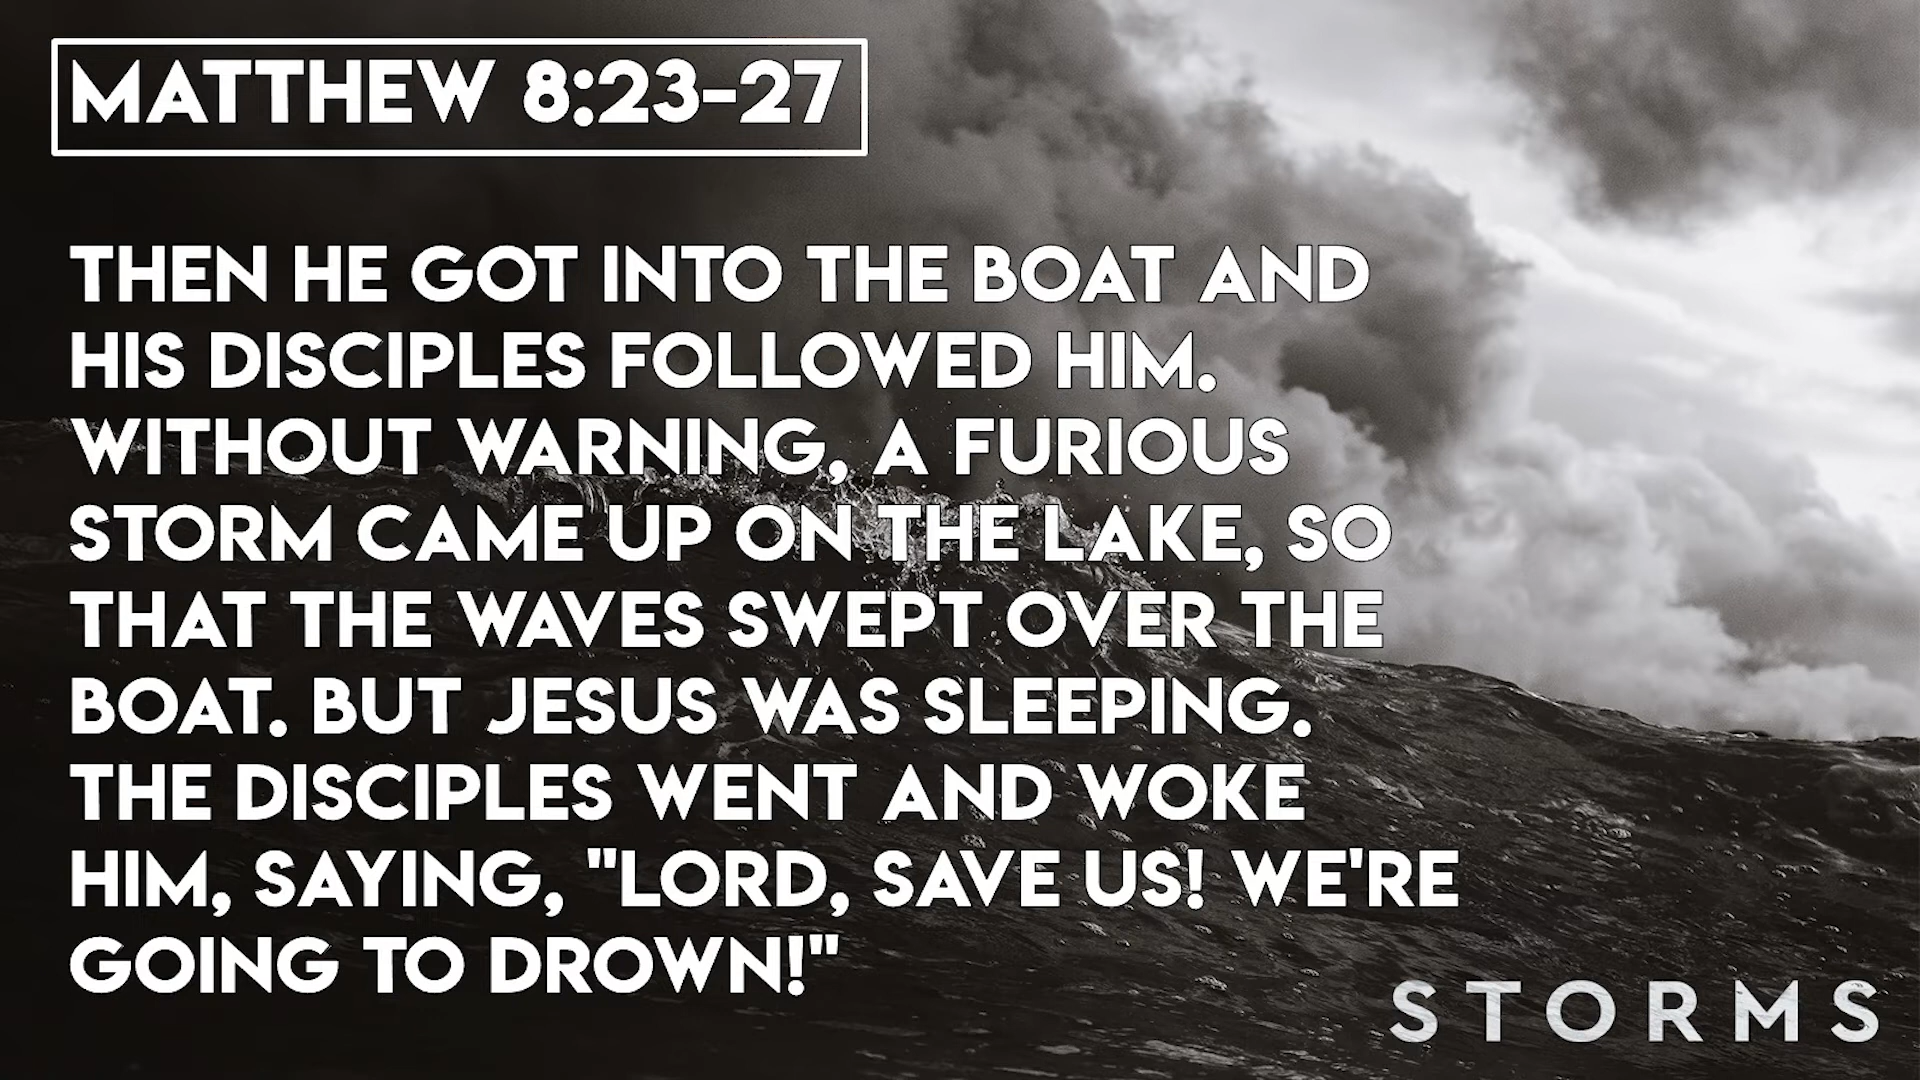 MATTHEW 8:23-27
THEN HE GOT INTO THE BOAT AND
HIS DISCIPLES FOLLOWED HIM.
WITHOUT WARNING, A FURIOUS
STORM CAME UP ON THE LAKE, SO
THAT THE WAVES SWEPT OVER THE
BOAT. BUT JESUS WAS SLEEPING.
THE DISCIPLES WENT AND WOKE
HIM, SAYING, "LORD, SAVE US! WE'RE
GOING TO DROWN!"
STORMS